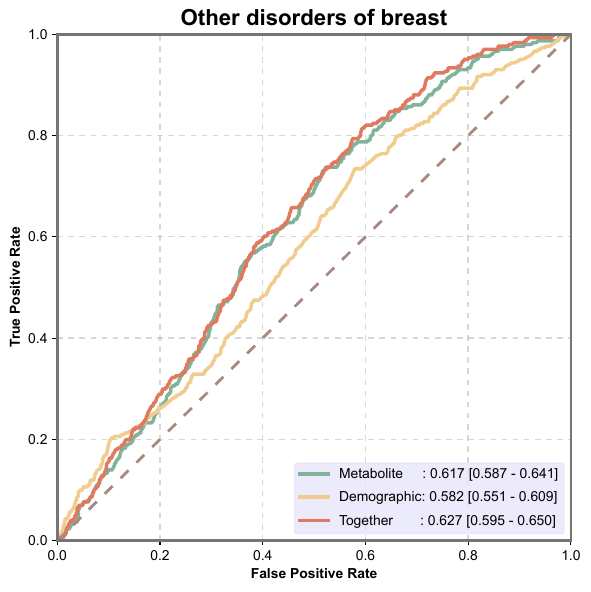 Other disorders of breast
1.0
0.8
0.6
0.4
0.2
0.0
True Positive Rate
Metabolite : 0.617 [0.587 - 0.641]
Demographic: 0.582 [0.551 - 0.609]
Together : 0.627 [0.595 - 0.650]
0.0 0.2 0.4 0.6 0.8 1.0
False Positive Rate